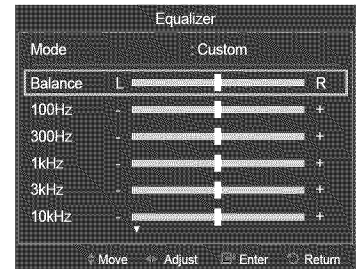 Equalizer
Mode : Custom
Balance L R
100Hz - +
300Hz - +
1kHz - +
3kHz - +
10kHz - +
Move Adjust Enter Return